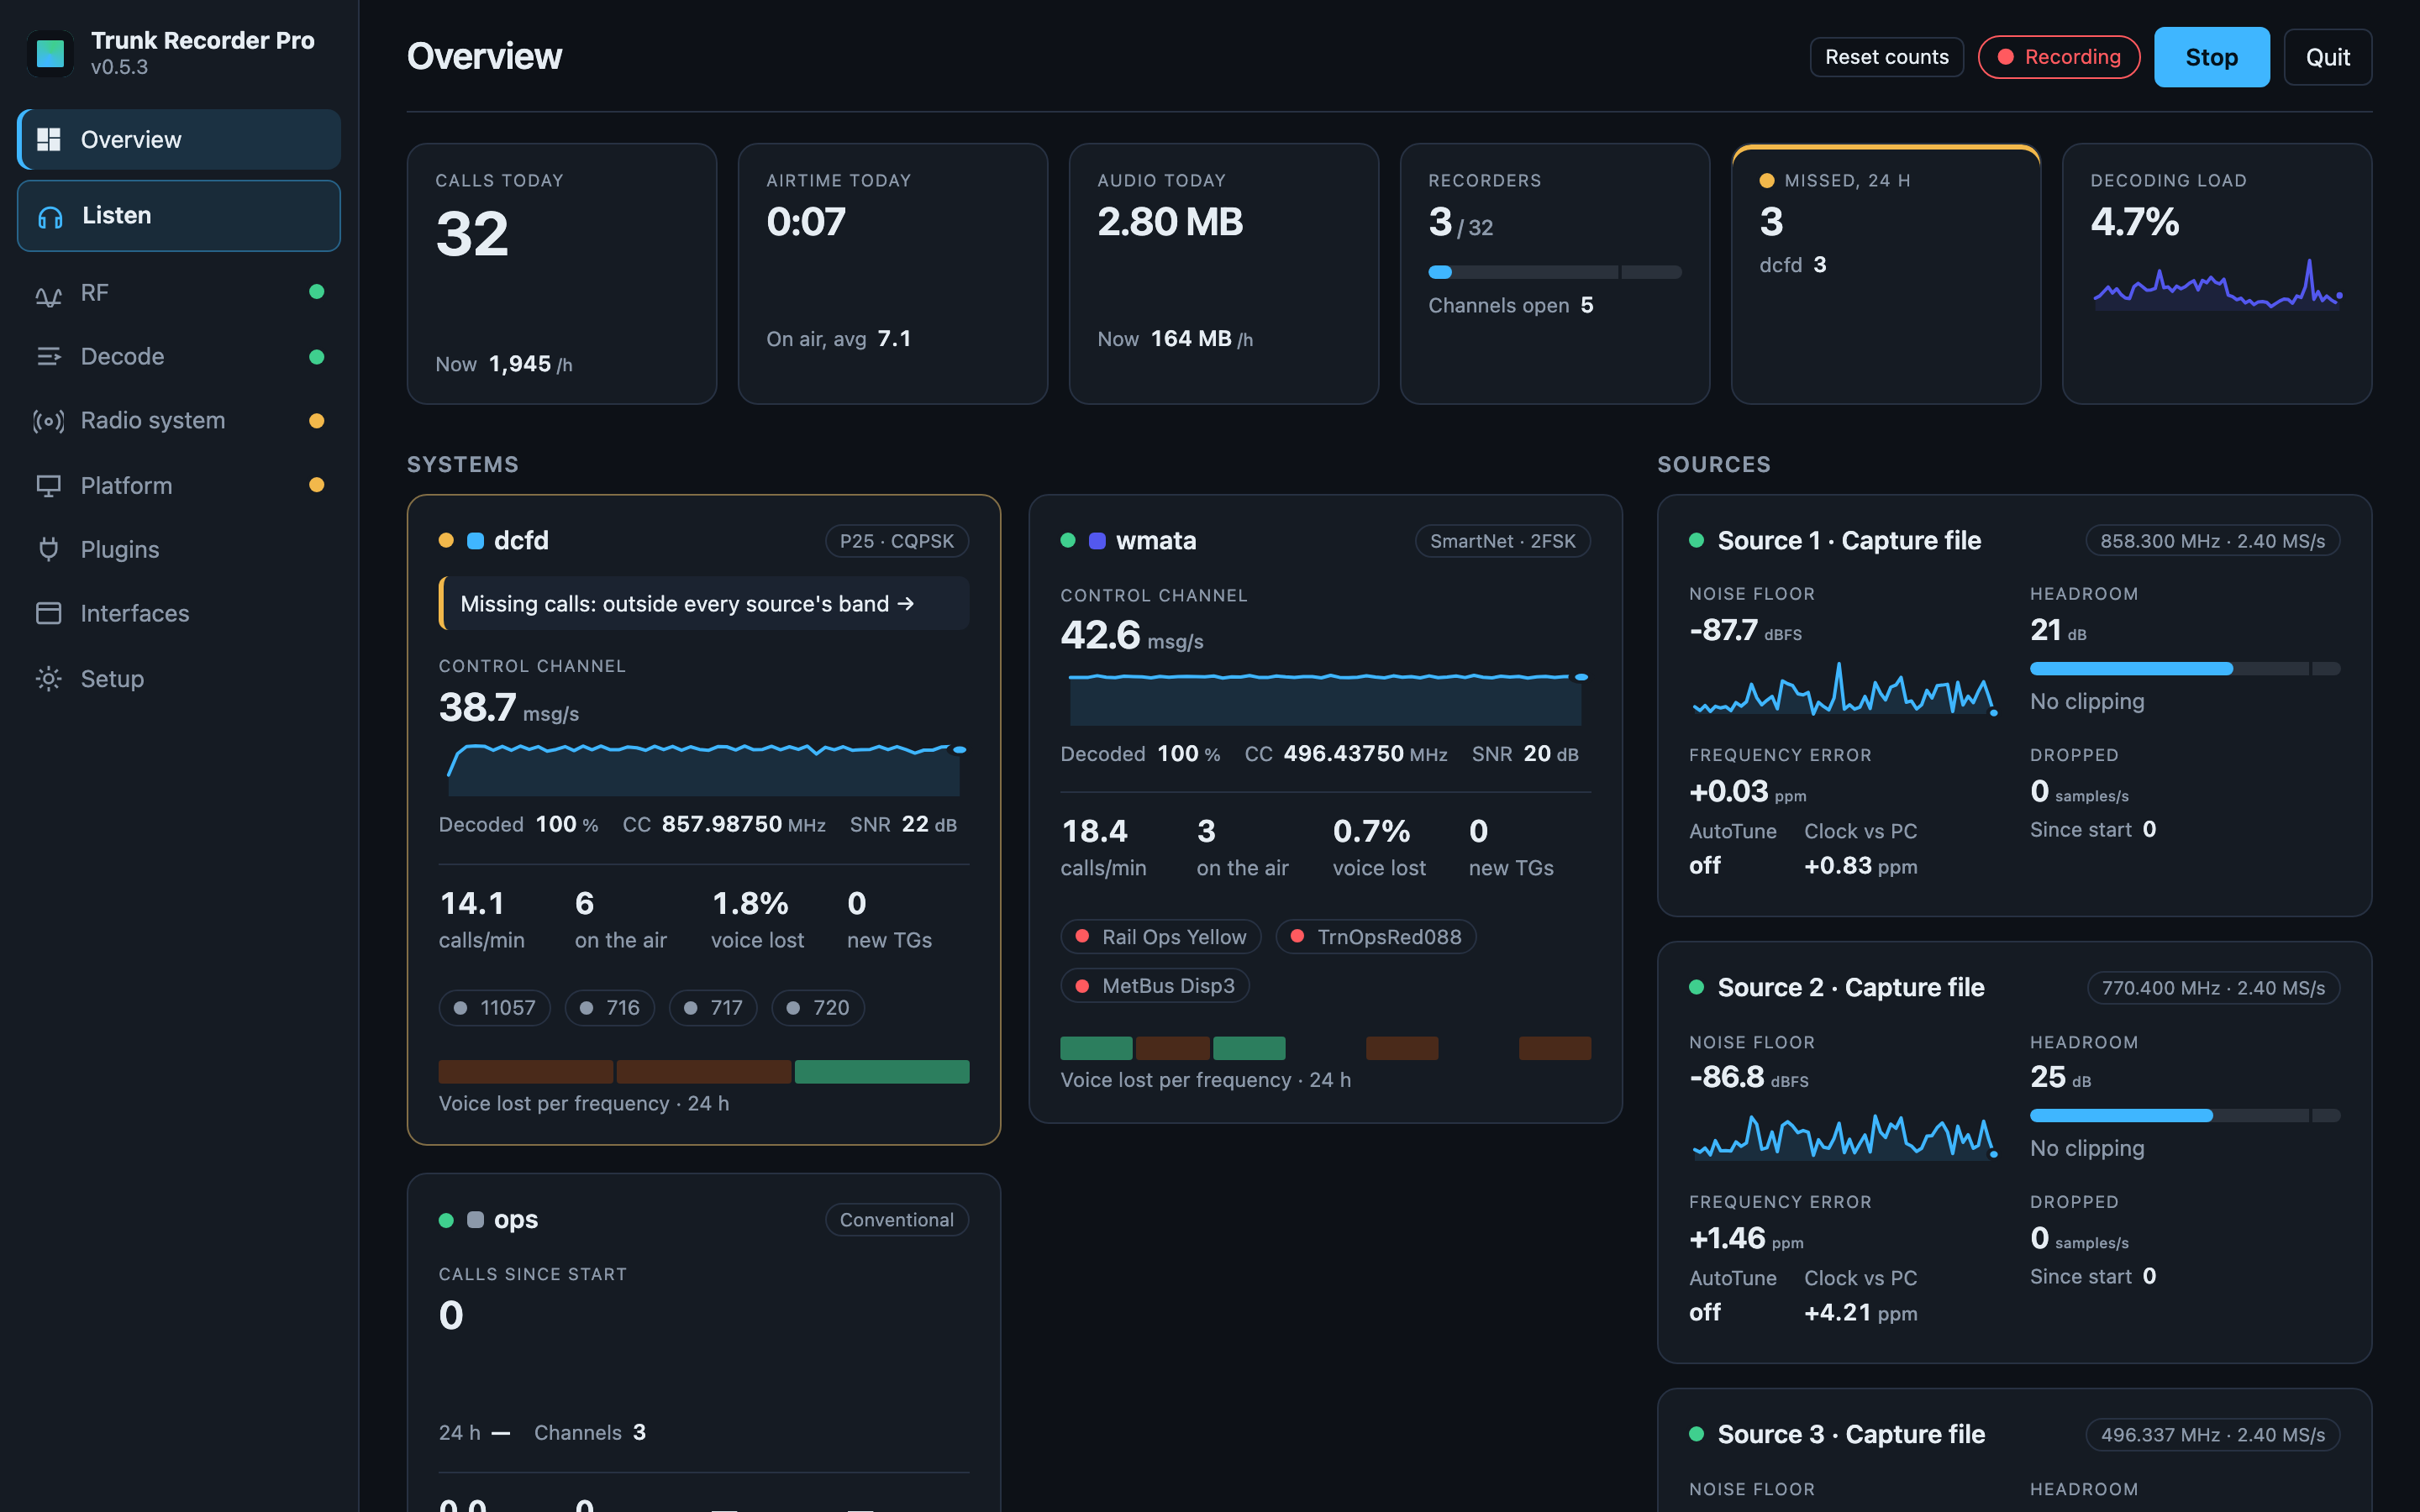 Trunk Recorder Pro
v0.5.3
Overview
Listen
RF
Decode
Radio system
Platform
Plugins
Interfaces
Setup
Overview
Reset counts
Recording
Stop
Quit
CALLS TODAY
32
Now 1,945 /h
AIRTIME TODAY
0:07
On air, avg 7.1
AUDIO TODAY
2.80 MB
Now 164 MB /h
RECORDERS
3 / 32
Channels open 5
MISSED, 24 H
3
dcfd 3
DECODING LOAD
4.7%
SYSTEMS
dcfd
P25 · CQPSK
Missing calls: outside every source's band →
CONTROL CHANNEL
38.7 msg/s
Decoded 100 % CC 857.98750 MHz SNR 22 dB
14.1 6 1.8% 0
calls/min on the air voice lost new TGs
11057 716 717 720
Voice lost per frequency · 24 h
wmata
SmartNet · 2FSK
CONTROL CHANNEL
42.6 msg/s
Decoded 100 % CC 496.43750 MHz SNR 20 dB
18.4 3 0.7% 0
calls/min on the air voice lost new TGs
Rail Ops Yellow TrnOpsRed088
MetBus Disp3
Voice lost per frequency · 24 h
ops
Conventional
CALLS SINCE START
0
24 h — Channels 3
0.0 0 — —
SOURCES
Source 1 · Capture file
858.300 MHz · 2.40 MS/s
NOISE FLOOR
-87.7 dBFS
HEADROOM
21 dB
No clipping
FREQUENCY ERROR
+0.03 ppm
AutoTune Clock vs PC
off +0.83 ppm
DROPPED
0 samples/s
Since start 0
Source 2 · Capture file
770.400 MHz · 2.40 MS/s
NOISE FLOOR
-86.8 dBFS
HEADROOM
25 dB
No clipping
FREQUENCY ERROR
+1.46 ppm
AutoTune Clock vs PC
off +4.21 ppm
DROPPED
0 samples/s
Since start 0
Source 3 · Capture file
496.337 MHz · 2.40 MS/s
NOISE FLOOR
HEADROOM